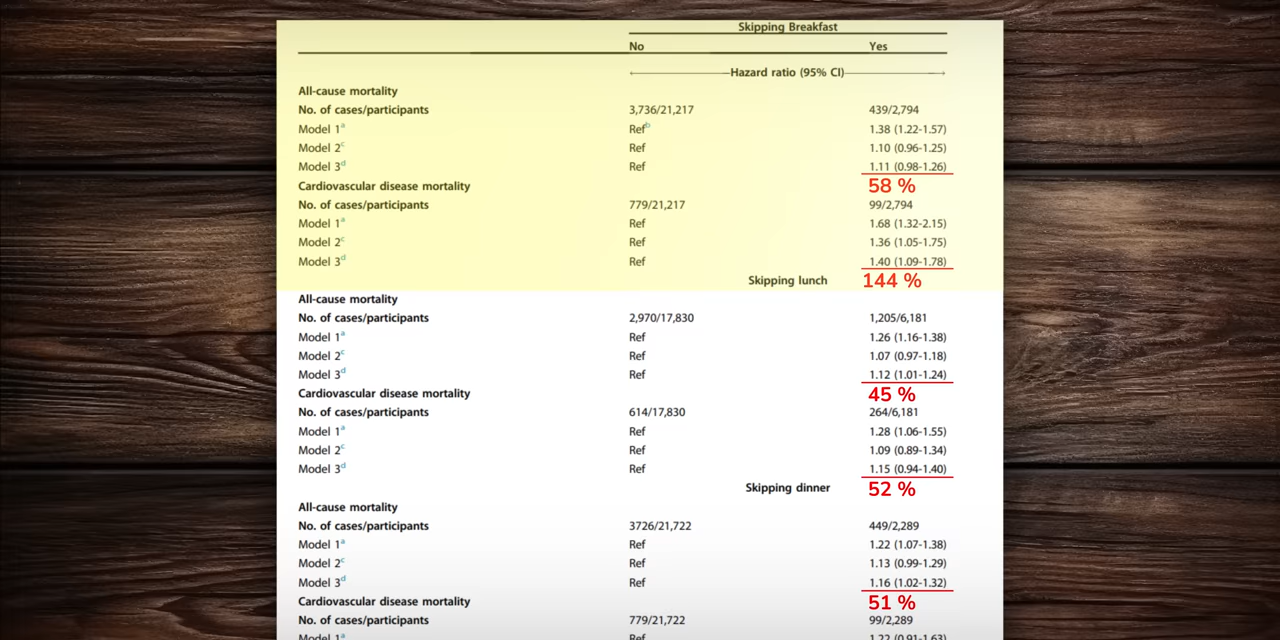 Skipping Breakfast
No Yes
Hazard ratio (95% CI)
All-cause mortality
No. of cases/participants 3,736/21,217 439/2,794
Model 1a Refb 1.38 (1.22-1.57)
Model 2c Ref 1.10 (0.96-1.25)
Model 3d Ref 1.11 (0.98-1.26)
Cardiovascular disease mortality 58 %
No. of cases/participants 779/21,217 99/2,794
Model 1a Ref 1.68 (1.32-2.15)
Model 2c Ref 1.36 (1.05-1.75)
Model 3d Ref 1.40 (1.09-1.78)
Skipping lunch 144 %
All-cause mortality
No. of cases/participants 2,970/17,830 1,205/6,181
Model 1a Ref 1.26 (1.16-1.38)
Model 2c Ref 1.07 (0.97-1.18)
Model 3d Ref 1.12 (1.01-1.24)
Cardiovascular disease mortality 45 %
No. of cases/participants 614/17,830 264/6,181
Model 1a Ref 1.28 (1.06-1.55)
Model 2c Ref 1.09 (0.89-1.34)
Model 3d Ref 1.15 (0.94-1.40)
Skipping dinner 52 %
All-cause mortality
No. of cases/participants 3726/21,722 449/2,289
Model 1a Ref 1.22 (1.07-1.38)
Model 2c Ref 1.13 (0.99-1.29)
Model 3d Ref 1.16 (1.02-1.32)
Cardiovascular disease mortality 51 %
No. of cases/participants 779/21,722 99/2,289
Model 1a Ref 1.22 (0.91-1.63)